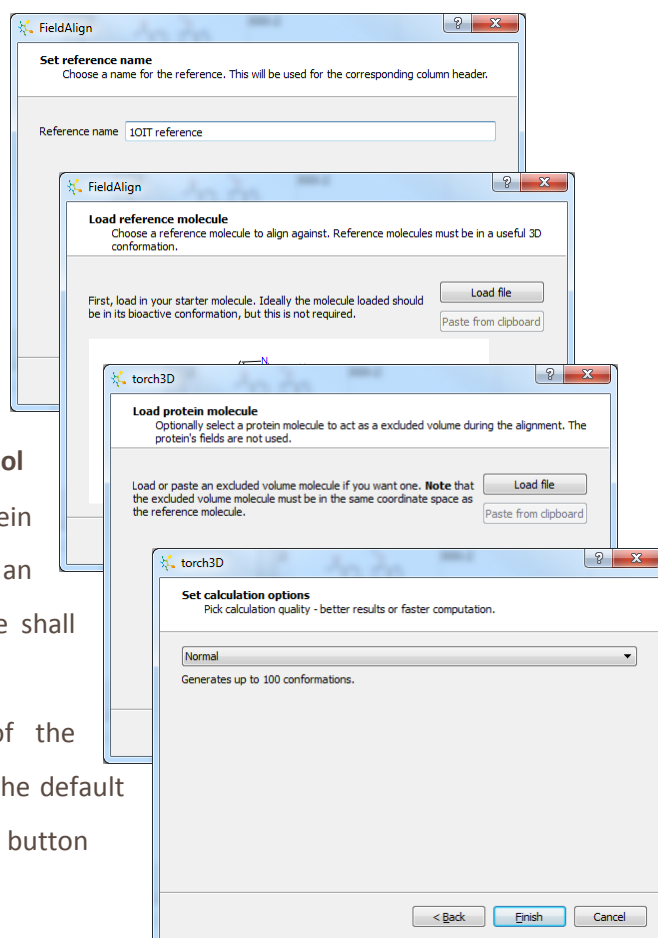 FieldAlign
Set reference name
Choose a name for the reference. This will be used for the corresponding column header.
Reference name 1OIT reference
FieldAlign
Load reference molecule
Choose a reference molecule to align against. Reference molecules must be in a useful 3D
conformation.
First, load in your starter molecule. Ideally the molecule loaded should
be in its bioactive conformation, but this is not required.
Load file
Paste from clipboard
N
torch3D
Load protein molecule
Optionally select a protein molecule to act as a excluded volume during the alignment. The
protein's fields are not used.
Load or paste an excluded volume molecule if you want one. Note that
the excluded volume molecule must be in the same coordinate space as
the reference molecule.
Load file
Paste from clipboard
torch3D
Set calculation options
Pick calculation quality - better results or faster computation.
Normal
Generates up to 100 conformations.
< Back Finish Cancel
ol
ein
an
e shall
of the
he default
button